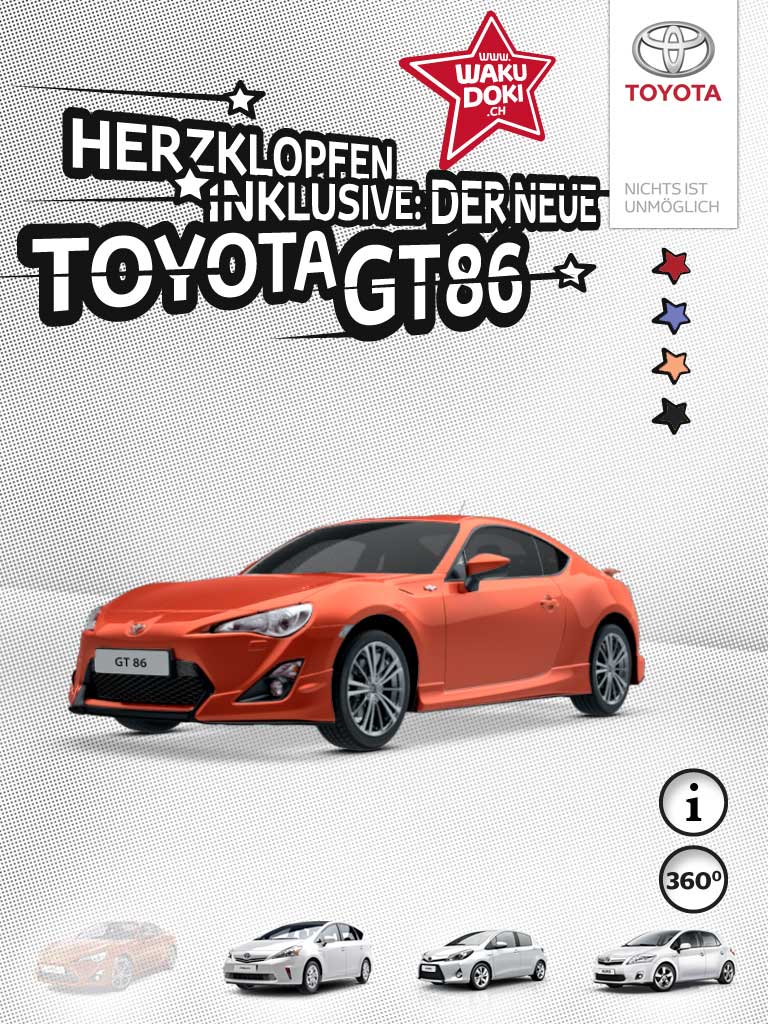 WWW.
WAKU
DOKI
.CH
TOYOTA
NICHTS IST
UNMÖGLICH
HERZKLOPFEN
INKLUSIVE: DER NEUE
TOYOTA GT86
GT 86
i
360°